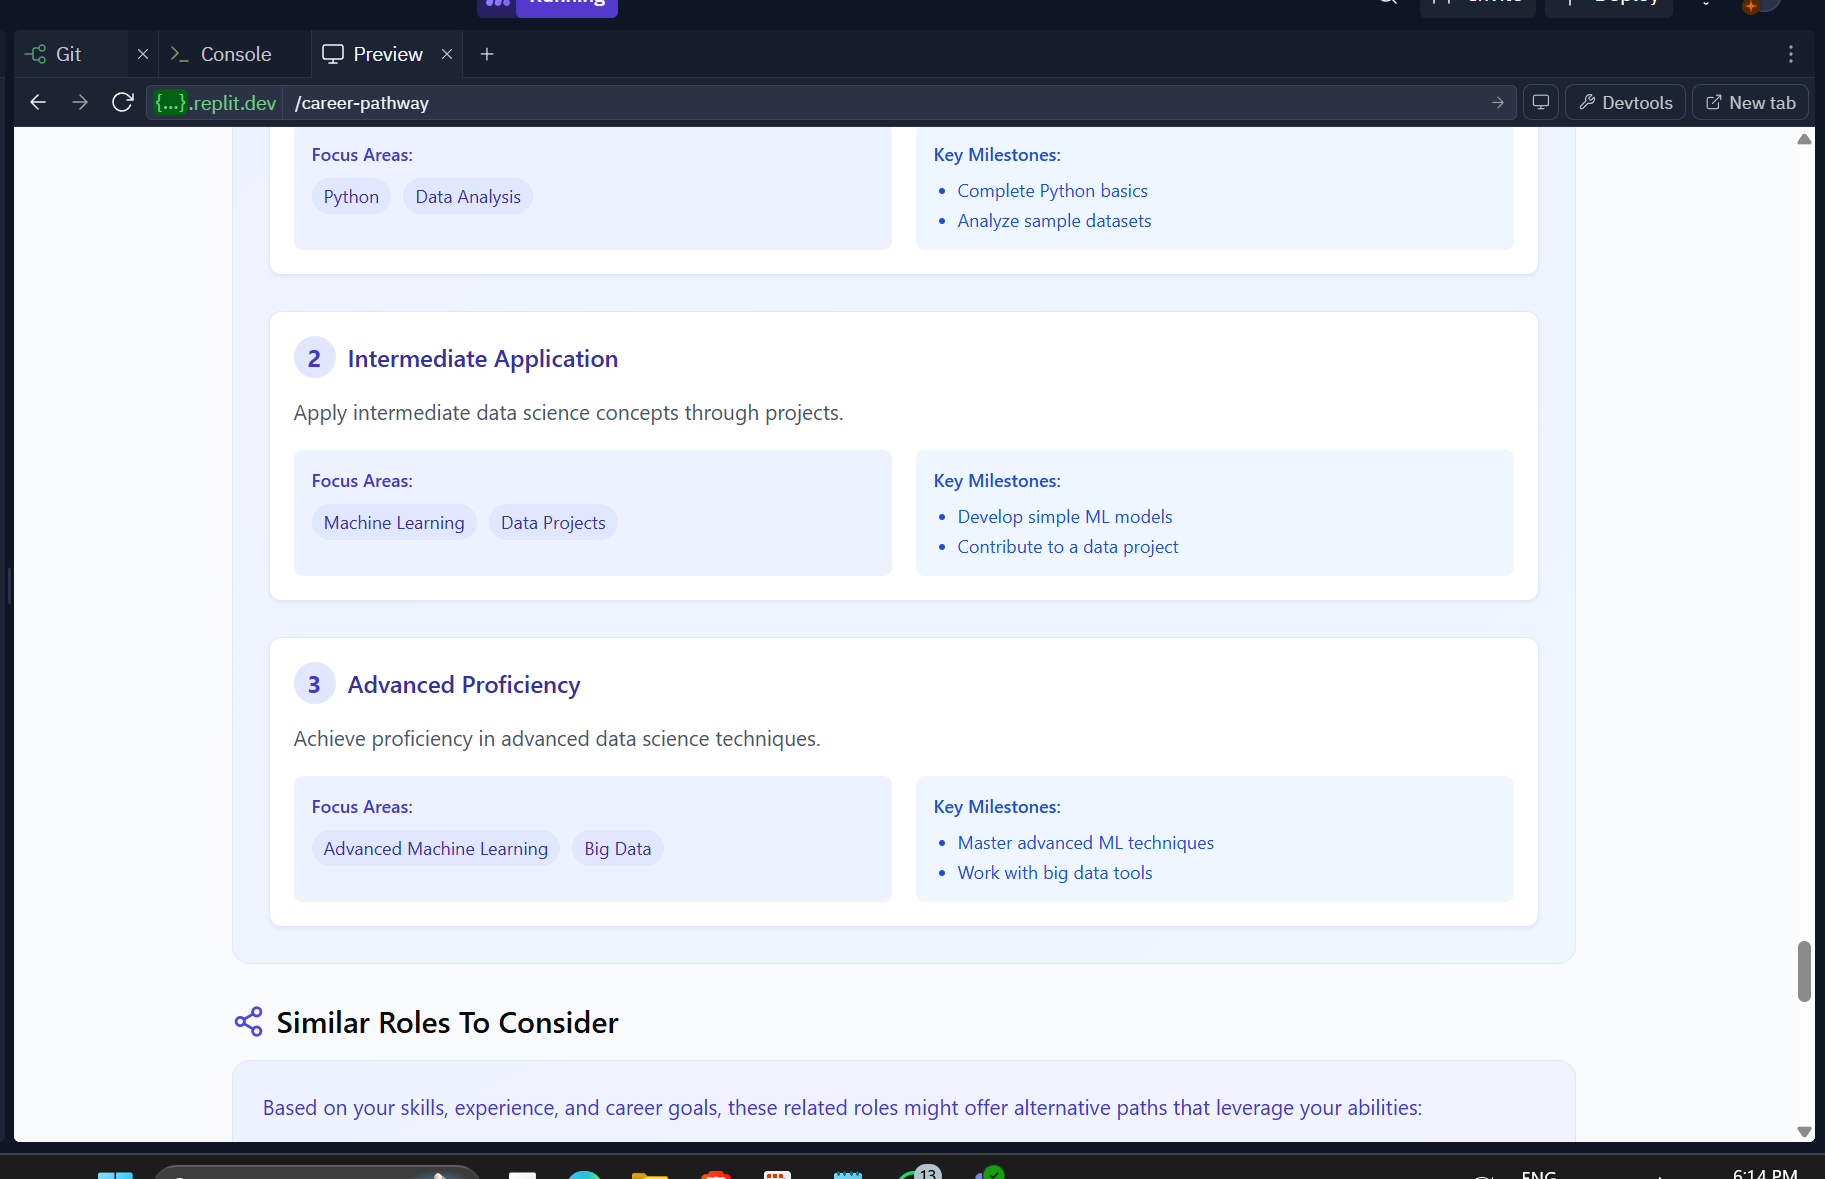 Running
Invite
Deploy
Git
Console
Preview
{...}.replit.dev
/career-pathway
Devtools
New tab
Focus Areas:
Python
Data Analysis
Key Milestones:
• Complete Python basics
• Analyze sample datasets
2
Intermediate Application
Apply intermediate data science concepts through projects.
Focus Areas:
Machine Learning
Data Projects
Key Milestones:
• Develop simple ML models
• Contribute to a data project
3
Advanced Proficiency
Achieve proficiency in advanced data science techniques.
Focus Areas:
Advanced Machine Learning
Big Data
Key Milestones:
• Master advanced ML techniques
• Work with big data tools
Similar Roles To Consider
Based on your skills, experience, and career goals, these related roles might offer alternative paths that leverage your abilities:
13
ENG
6:14 PM